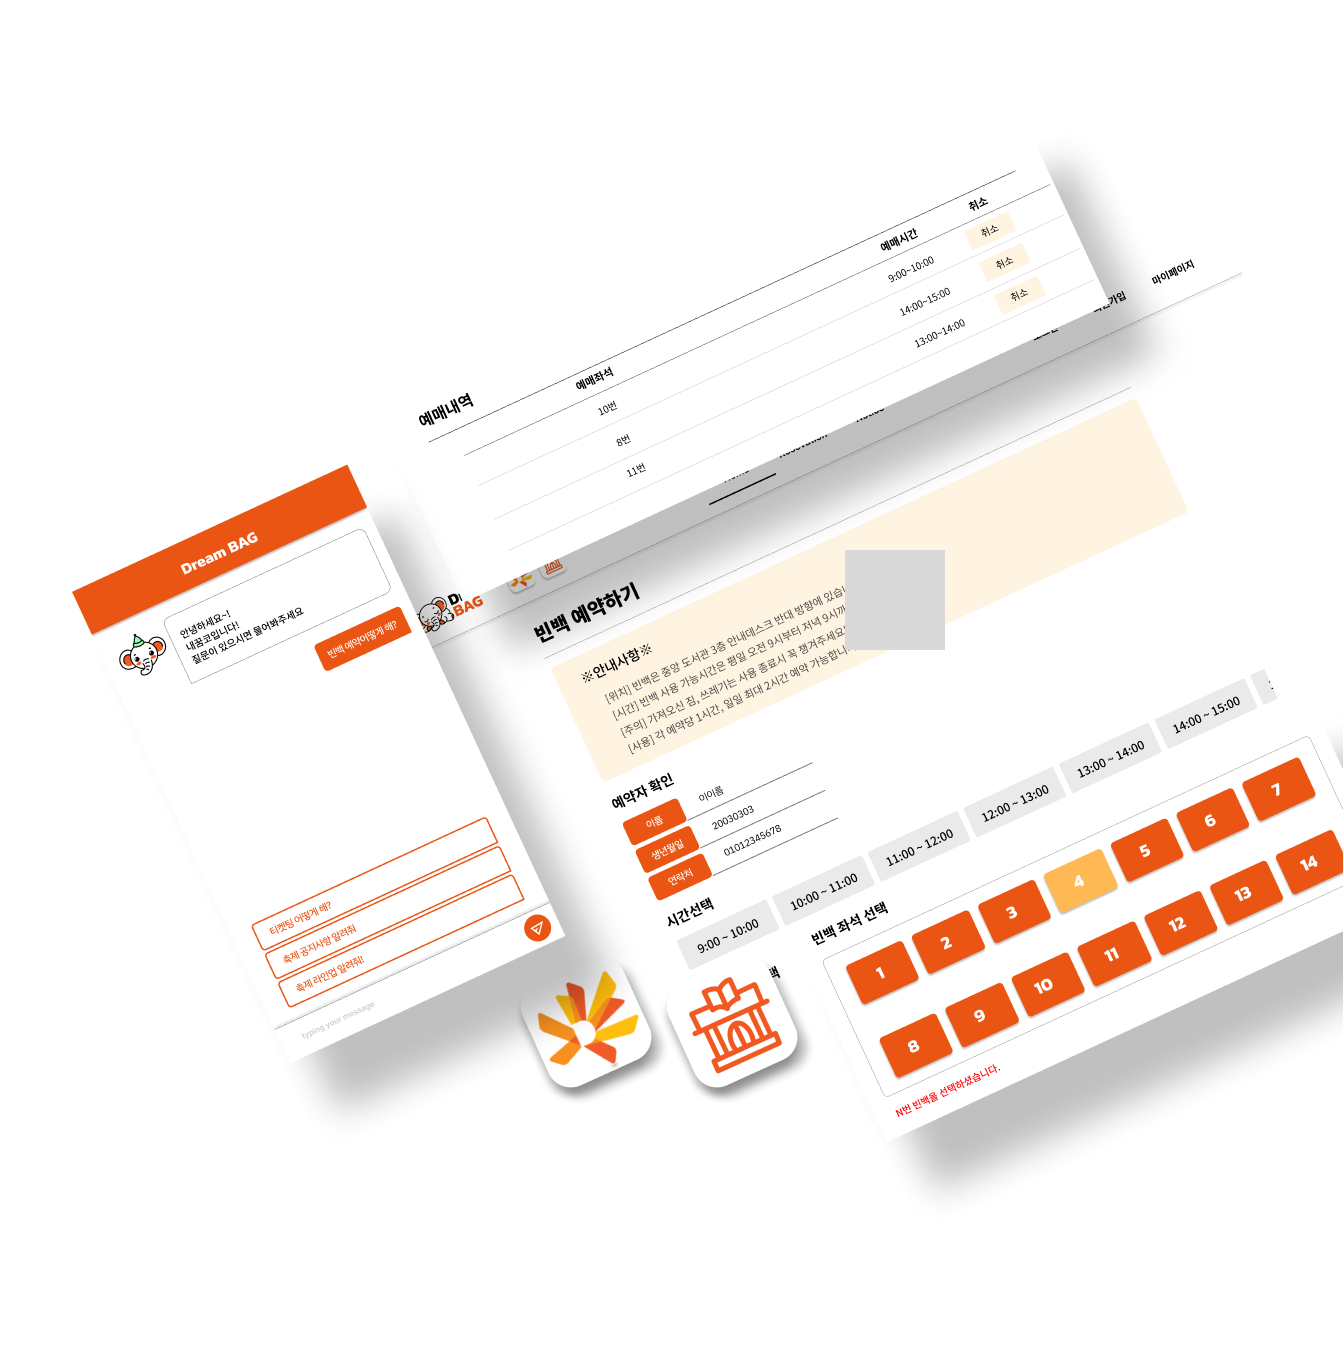 예매내역
예매좌석
예매시간
취소
10번
9:00~10:00
취소
8번
14:00~15:00
취소
11번
13:00~14:00
취소
마이페이지
BAG
Dream BAG
안녕하세요~!
내꿈코입니다!
질문이 있으시면 물어봐주세요
빈백 예약어떻게 해?
티켓팅 어떻게 해?
축제 공지사항 알려줘
축제 라인업 알려줘!
typing your message
빈백 예약하기
※안내사항※
[위치] 빈백은 중앙 도서관 3층 안내데스크 반대 방향에 있습
[시간] 빈백 사용 가능시간은 평일 오전 9시부터 저녁 9시
[주의] 가져오신 짐, 쓰레기는 사용 종료시 꼭 챙겨주세요
[사용] 각 예약당 1시간, 일일 최대 2시간 예약 가능합니
예약자 확인
이름
이이름
생년월일
20030303
연락처
01012345678
시간선택
9:00 ~ 10:00
10:00 ~ 11:00
11:00 ~ 12:00
12:00 ~ 13:00
13:00 ~ 14:00
14:00 ~ 15:00
빈백 좌석 선택
1
2
3
4
5
6
7
8
9
10
11
12
13
14
N번 빈백을 선택하셨습니다.